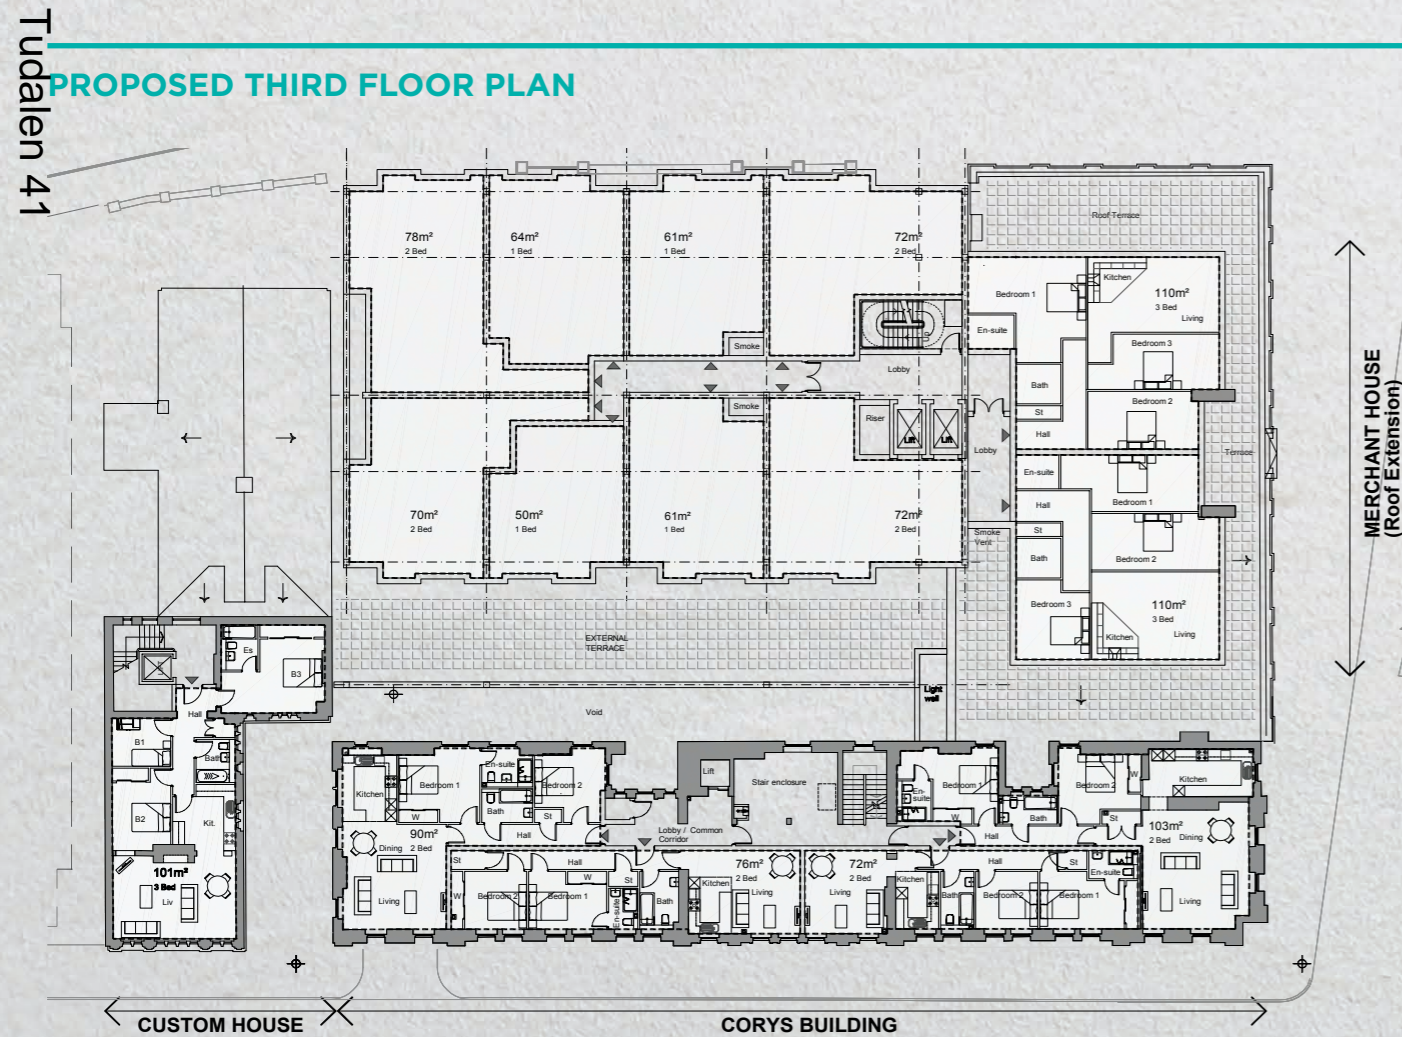 Tudalen 41
PROPOSED THIRD FLOOR PLAN
78m²
2 Bed
64m²
1 Bed
61m²
1 Bed
72m²
2 Bed
Roof Terrace
Bedroom 1
Kitchen
110m²
3 Bed
Living
En-suite
Bedroom 3
Smoke
Lobby
Bath
Bedroom 2
St
Hall
Smoke
Riser
Lift
Lift
Lobby
Terrace
En-suite
Bedroom 1
Hall
70m²
2 Bed
50m²
1 Bed
61m²
1 Bed
72m²
2 Bed
St
Smoke
Vent
Bath
Bedroom 2
Bedroom 3
110m²
3 Bed
Living
Kitchen
MERCHANT HOUSE
(Roof Extension)
EXTERNAL
TERRACE
Void
Light
well
Es
B3
Lift
Hall
B1
Bath
B2
Kit.
101m²
3 Bed
Liv
Kitchen
Bedroom 1
En-suite
Bedroom 2
Bath
W
St
90m²
Dining
2 Bed
Hall
Living
Lift
Stair enclosure
Lobby / Common
Corridor
En-
suite
Bedroom 1
W
Bath
Hall
Bedroom 2
W
St
Kitchen
103m²
2 Bed
Dining
Living
St
Hall
W
W
Bedroom 2
Bedroom 1
St
En-suite
Bath
76m²
2 Bed
Kitchen
Living
72m²
2 Bed
Living
Kitchen
Bath
Hall
St
En-suite
Bedroom 2
Bedroom 1
CUSTOM HOUSE
CORYS BUILDING